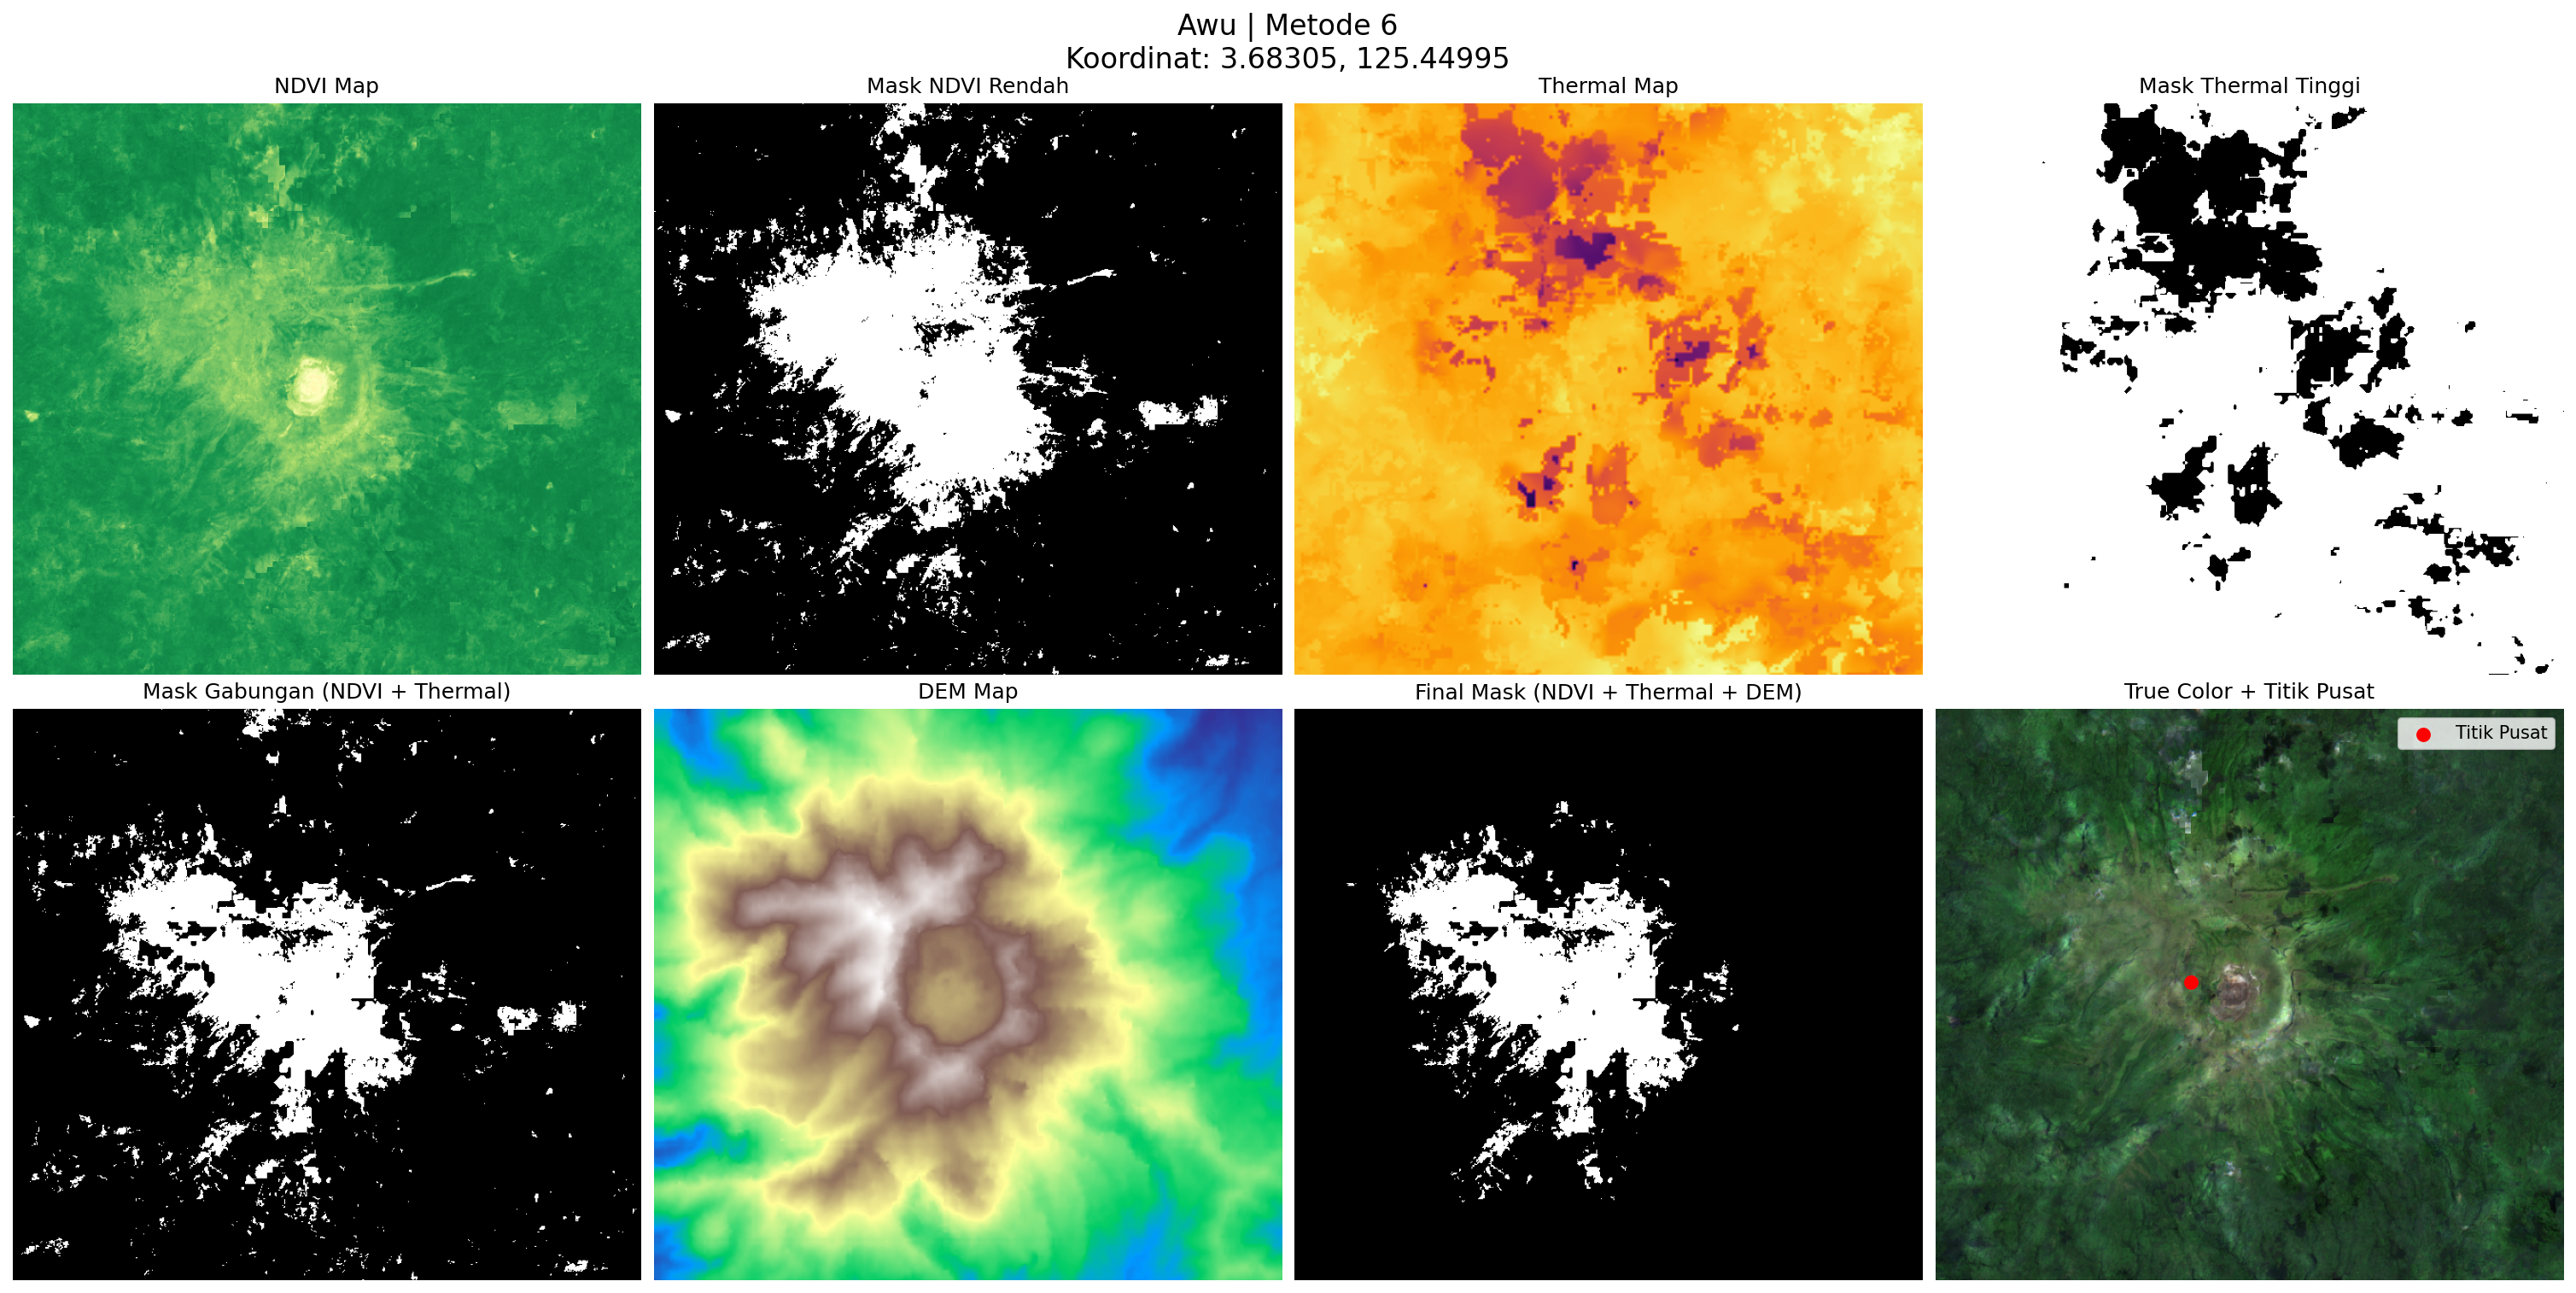 Awu | Metode 6
Koordinat: 3.68305, 125.44995
NDVI Map
Mask NDVI Rendah
Thermal Map
Mask Thermal Tinggi
Mask Gabungan (NDVI + Thermal)
DEM Map
Final Mask (NDVI + Thermal + DEM)
True Color + Titik Pusat
Titik Pusat